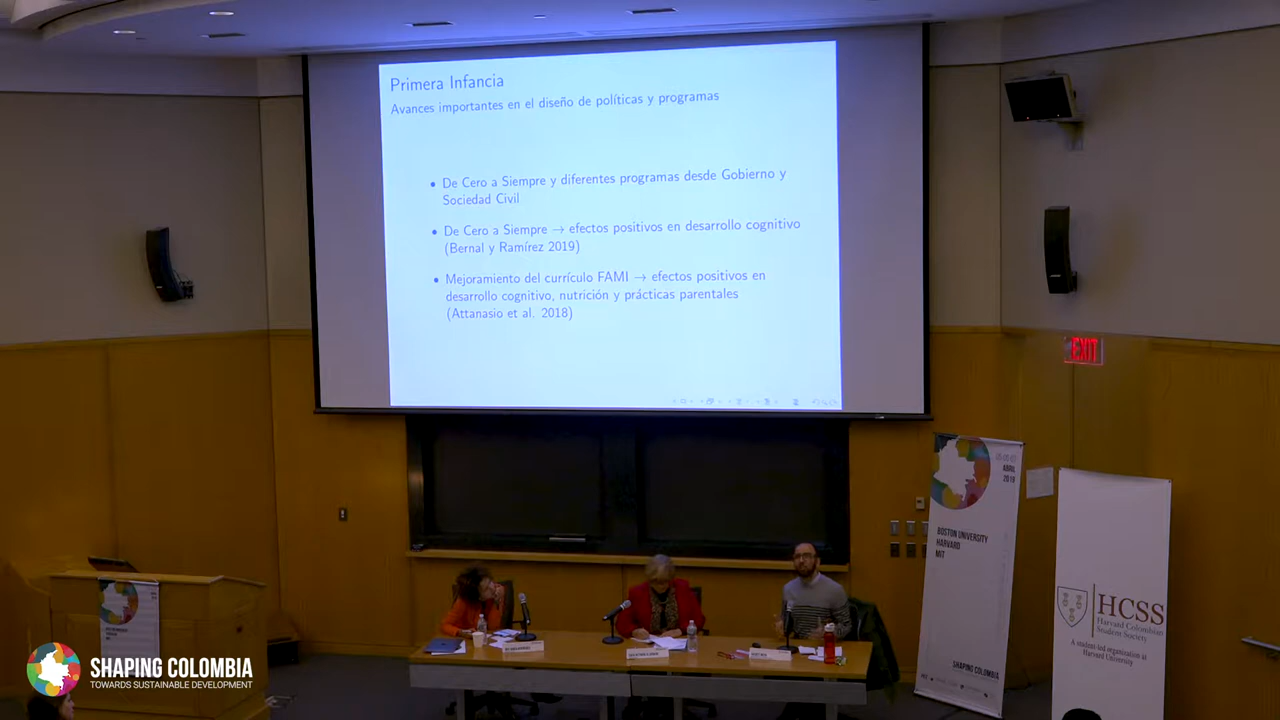 Primera Infancia
Avances importantes en el diseño de políticas y programas
• De Cero a Siempre y diferentes programas desde Gobierno y
Sociedad Civil
• De Cero a Siempre → efectos positivos en desarrollo cognitivo
(Bernal y Ramírez 2019)
• Mejoramiento del currículo FAMI → efectos positivos en
desarrollo cognitivo, nutrición y prácticas parentales
(Attanasio et al. 2018)
EXIT
ABRIL
2019
BOSTON UNIVERSITY
HARVARD
MIT
SHAPING COLOMBIA
HCSS
Harvard Colombian
Student Society
A student-led organization at
Harvard University
SHAPING COLOMBIA
TOWARDS SUSTAINABLE DEVELOPMENT